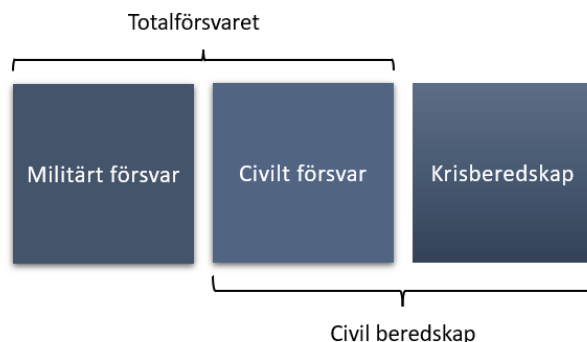 Totalförsvaret
Militärt försvar
Civilt försvar
Krisberedskap
Civil beredskap